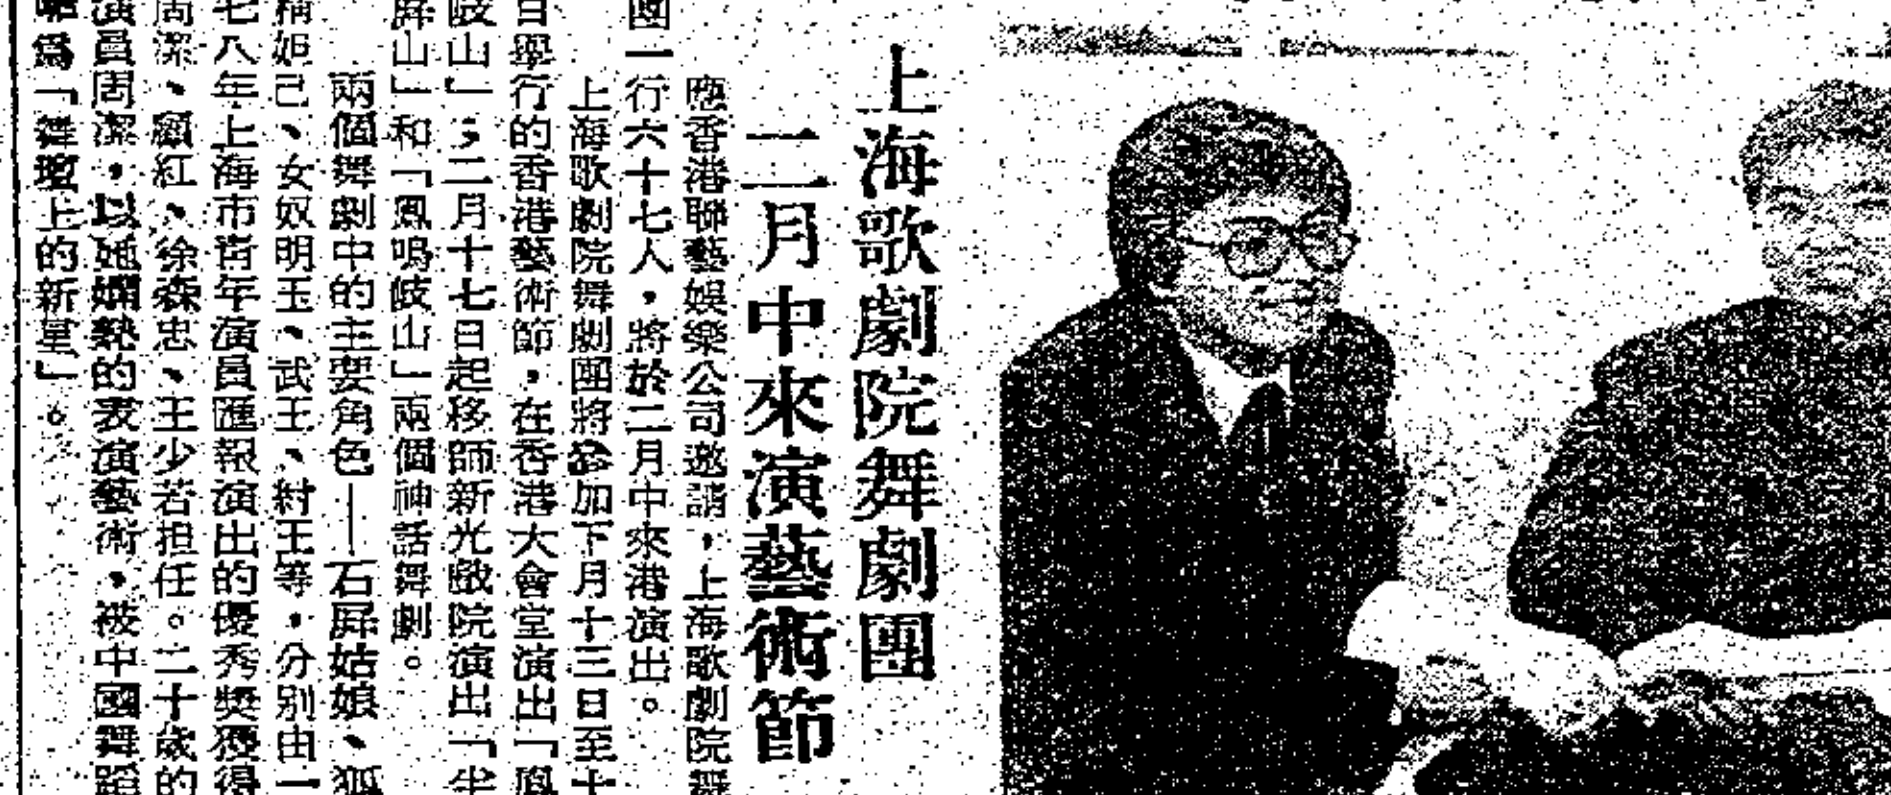 上海歌劇院舞劇團
二月中來演藝術節
應香港聯藝娛樂公司邀請，上海歌劇院舞
團一行六十七人，將於二月中來港演出。
上海歌劇院舞劇團將參加下月十三日至十
日舉行的香港藝術節，在香港大會堂演出「鳳
岐山」；二月十七日起移師新光戲院演出「半
屏山」和「鳳鳴岐山」兩個神話舞劇。
兩個舞劇中的主要角色——石屏姑娘、狐
稱妲己、女奴明玉、武王、紂王等，分別由一
七八年上海市青年演員匯報演出的優秀獎獲得
周潔、顧紅、徐森忠、王少若担任。二十歲的
演員周潔，以她嫻熟的表演藝術，被中國舞蹈
譽為「舞壇上的新星」。